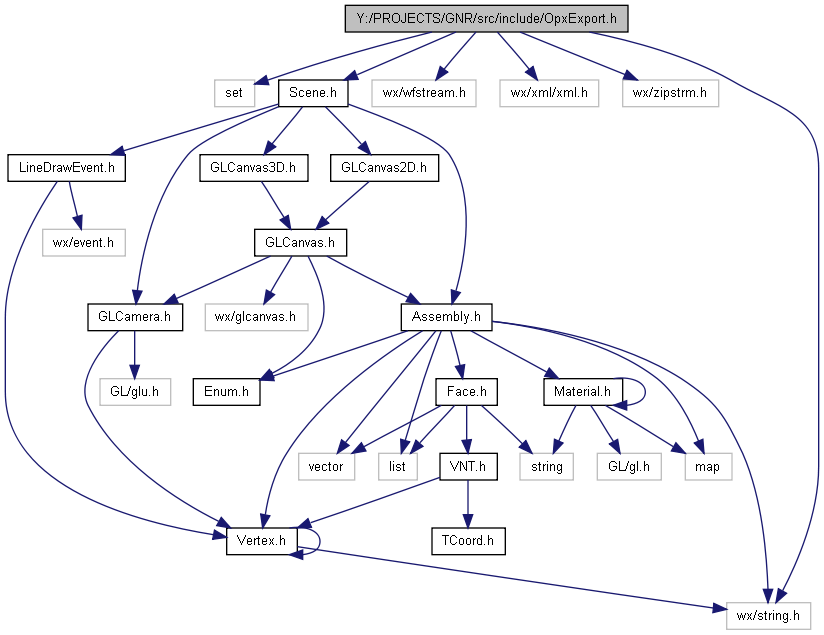 Y:/PROJECTS/GNR/src/include/OpxExport.h
set
Scene.h
wx/wfstream.h
wx/xml/xml.h
wx/zipstrm.h
LineDrawEvent.h
GLCanvas3D.h
GLCanvas2D.h
wx/event.h
GLCanvas.h
GLCamera.h
wx/glcanvas.h
Assembly.h
GL/glu.h
Enum.h
Face.h
Material.h
vector
list
VNT.h
string
GL/gl.h
map
Vertex.h
TCoord.h
wx/string.h